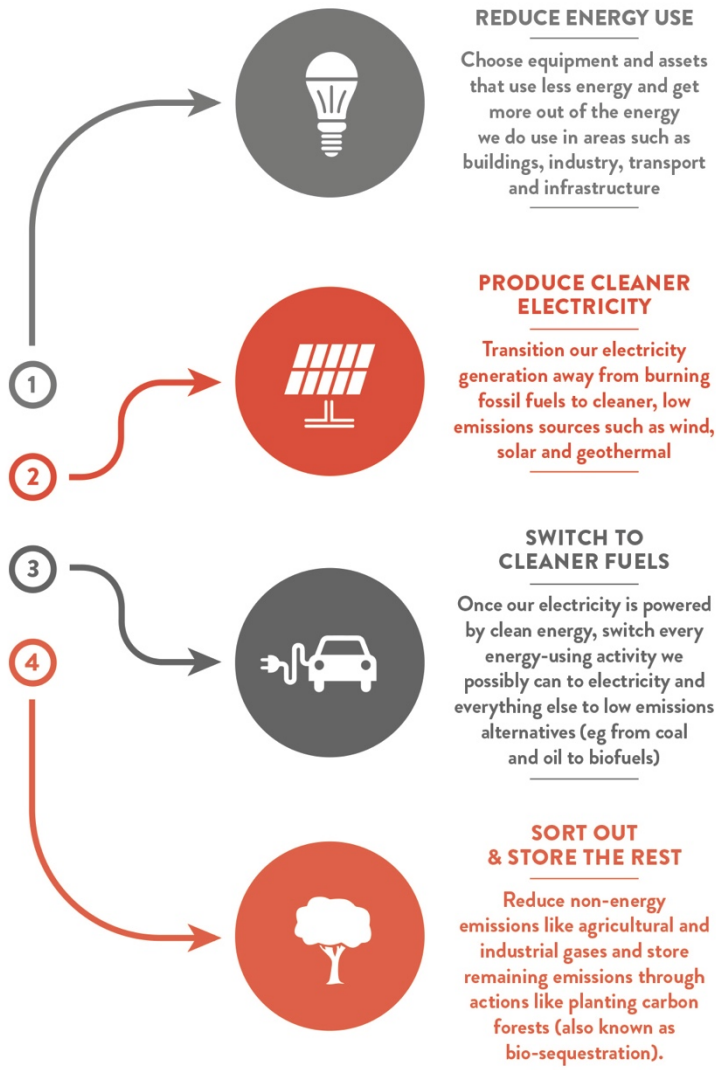 1
REDUCE ENERGY USE
Choose equipment and assets
that use less energy and get
more out of the energy
we do use in areas such as
buildings, industry, transport
and infrastructure
2
PRODUCE CLEANER
ELECTRICITY
Transition our electricity
generation away from burning
fossil fuels to cleaner, low
emissions sources such as wind,
solar and geothermal
3
SWITCH TO
CLEANER FUELS
Once our electricity is powered
by clean energy, switch every
energy-using activity we
possibly can to electricity and
everything else to low emissions
alternatives (eg from coal
and oil to biofuels)
4
SORT OUT
& STORE THE REST
Reduce non-energy
emissions like agricultural and
industrial gases and store
remaining emissions through
actions like planting carbon
forests (also known as
bio-sequestration).